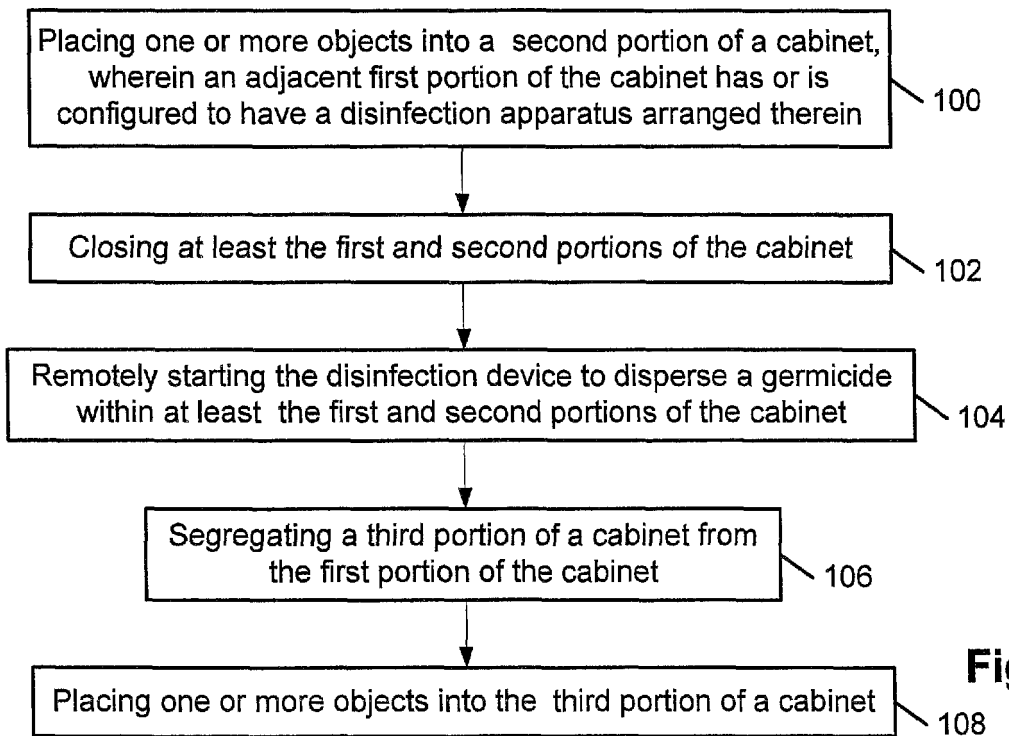 Placing one or more objects into a second portion of a cabinet,
wherein an adjacent first portion of the cabinet has or is
configured to have a disinfection apparatus arranged therein
100
Closing at least the first and second portions of the cabinet
102
Remotely starting the disinfection device to disperse a germicide
within at least the first and second portions of the cabinet
104
Segregating a third portion of a cabinet from
the first portion of the cabinet
106
Placing one or more objects into the third portion of a cabinet
108